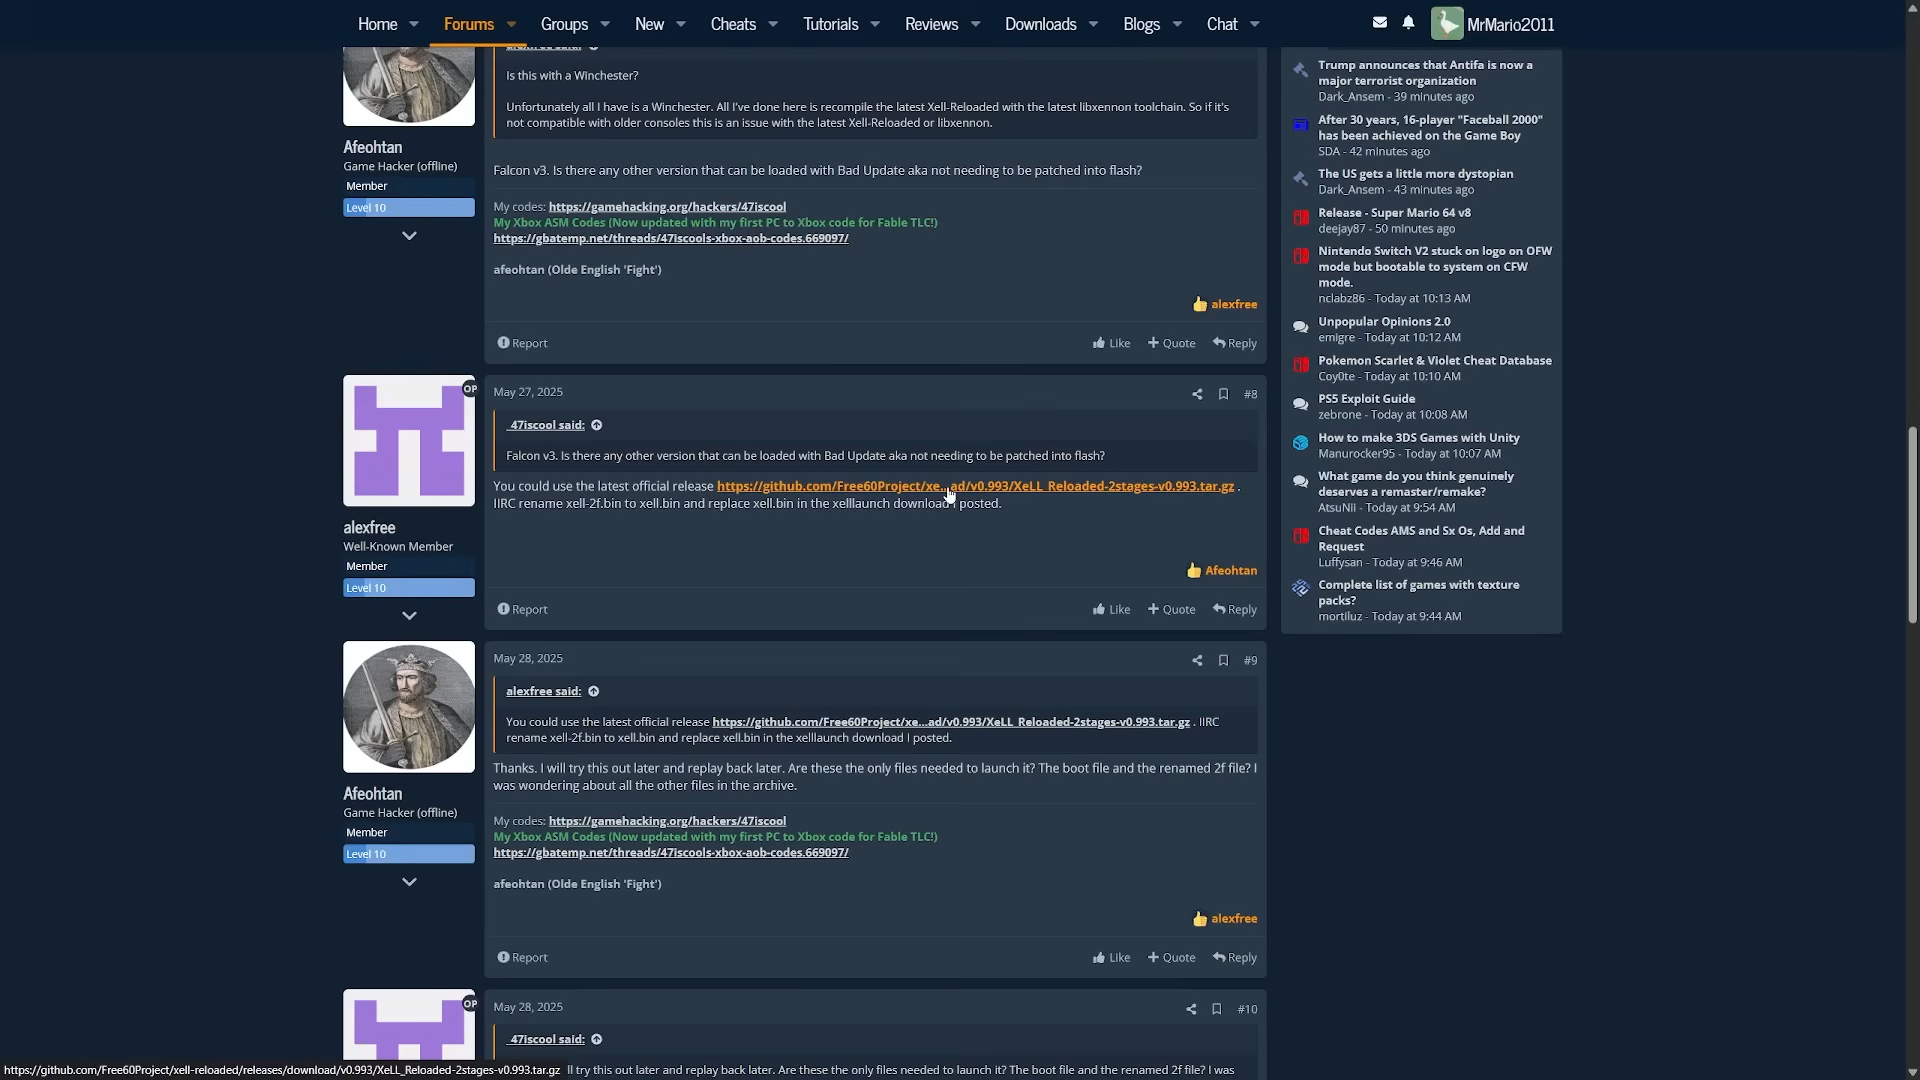 Home
Forums
Groups
New
Cheats
Tutorials
Reviews
Downloads
Blogs
Chat
MrMario2011
alexfree said:
Is this with a Winchester?
Unfortunately all I have is a Winchester. All I've done here is recompile the latest Xell-Reloaded with the latest libxennon toolchain. So if it's
not compatible with older consoles this is an issue with the latest Xell-Reloaded or libxennon.
Afeohtan
Game Hacker (offline)
Member
Level 10
Falcon v3. Is there any other version that can be loaded with Bad Update aka not needing to be patched into flash?
My codes: https://gamehacking.org/hackers/47iscool
My Xbox ASM Codes (Now updated with my first PC to Xbox code for Fable TLC!)
https://gbatemp.net/threads/47iscools-xbox-aob-codes.669097/
afeohtan (Olde English 'Fight')
alexfree
Report
Like
Quote
Reply
OP
alexfree
Well-Known Member
Member
Level 10
May 27, 2025
#8
_47iscool said:
Falcon v3. Is there any other version that can be loaded with Bad Update aka not needing to be patched into flash?
You could use the latest official release https://github.com/Free60Project/xe...ad/v0.993/XeLL_Reloaded-2stages-v0.993.tar.gz .
IIRC rename xell-2f.bin to xell.bin and replace xell.bin in the xelllaunch download I posted.
Afeohtan
Report
Like
Quote
Reply
Afeohtan
Game Hacker (offline)
Member
Level 10
May 28, 2025
#9
alexfree said:
You could use the latest official release https://github.com/Free60Project/xe...ad/v0.993/XeLL_Reloaded-2stages-v0.993.tar.gz . IIRC
rename xell-2f.bin to xell.bin and replace xell.bin in the xelllaunch download I posted.
Thanks. I will try this out later and replay back later. Are these the only files needed to launch it? The boot file and the renamed 2f file? I
was wondering about all the other files in the archive.
My codes: https://gamehacking.org/hackers/47iscool
My Xbox ASM Codes (Now updated with my first PC to Xbox code for Fable TLC!)
https://gbatemp.net/threads/47iscools-xbox-aob-codes.669097/
afeohtan (Olde English 'Fight')
alexfree
Report
Like
Quote
Reply
OP
May 28, 2025
#10
_47iscool said:
ll try this out later and replay back later. Are these the only files needed to launch it? The boot file and the renamed 2f file? I was
Trump announces that Antifa is now a
major terrorist organization
Dark_Ansem - 39 minutes ago
After 30 years, 16-player "Faceball 2000"
has been achieved on the Game Boy
SDA - 42 minutes ago
The US gets a little more dystopian
Dark_Ansem - 43 minutes ago
Release - Super Mario 64 v8
deejay87 - 50 minutes ago
Nintendo Switch V2 stuck on logo on OFW
mode but bootable to system on CFW
mode.
nclabz86 - Today at 10:13 AM
Unpopular Opinions 2.0
emigre - Today at 10:12 AM
Pokemon Scarlet & Violet Cheat Database
Coy0te - Today at 10:10 AM
PS5 Exploit Guide
zebrone - Today at 10:08 AM
How to make 3DS Games with Unity
Manurocker95 - Today at 10:07 AM
What game do you think genuinely
deserves a remaster/remake?
AtsuNii - Today at 9:54 AM
Cheat Codes AMS and Sx Os, Add and
Request
Luffysan - Today at 9:46 AM
Complete list of games with texture
packs?
mortiluz - Today at 9:44 AM
https://github.com/Free60Project/xell-reloaded/releases/download/v0.993/XeLL_Reloaded-2stages-v0.993.tar.gz